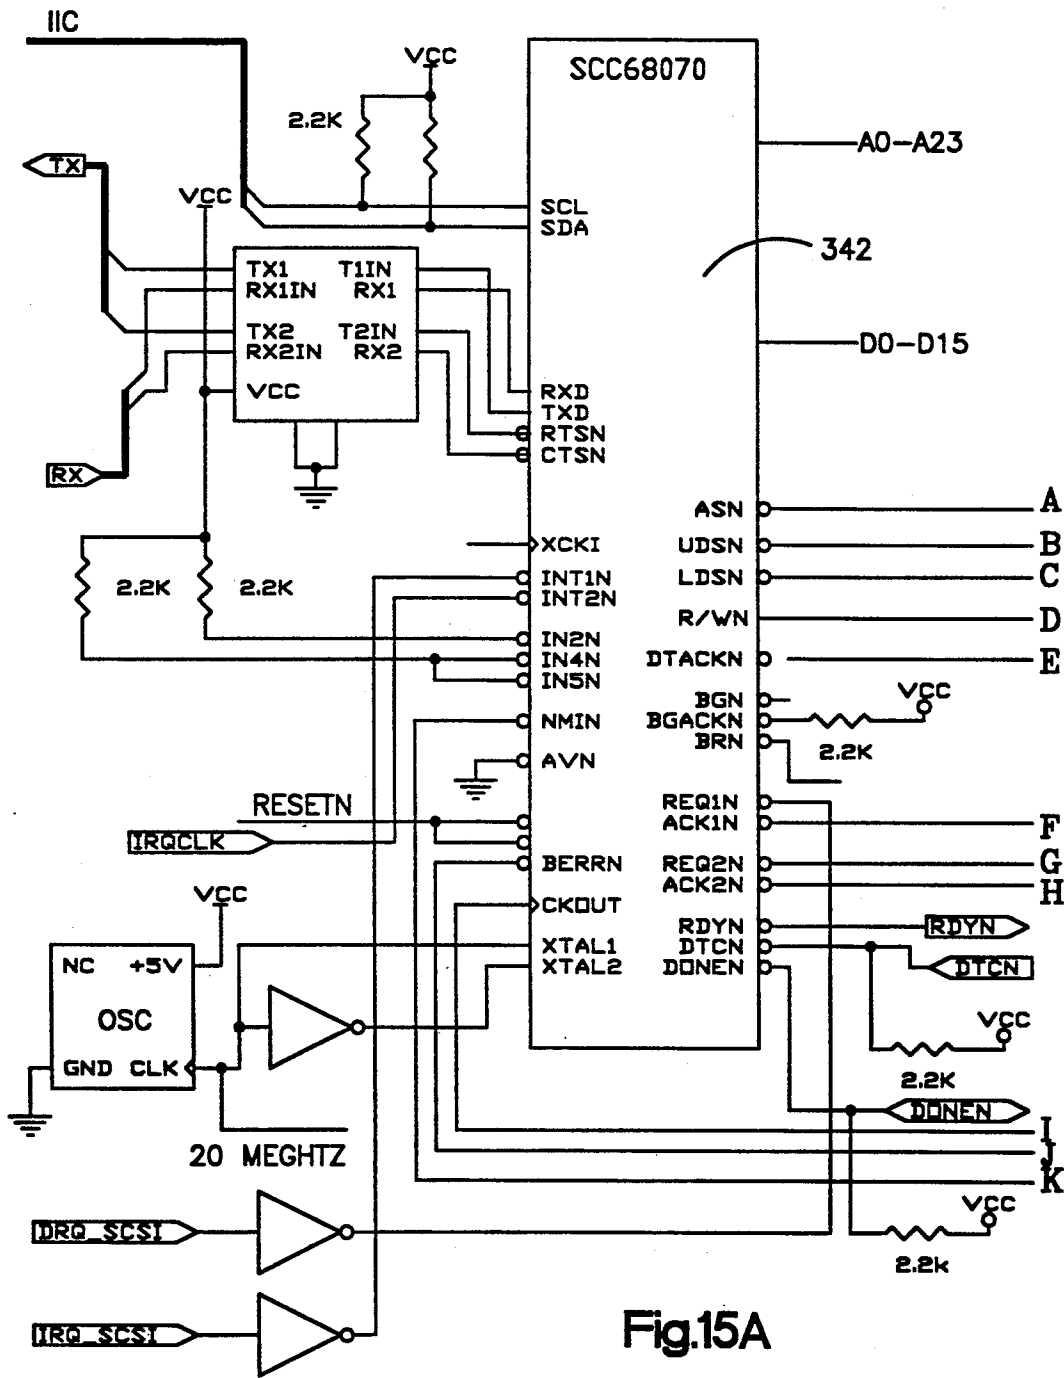 IIC
VCC
SCC68070
2.2K
A0-A23
TX
VCC
SCL
SDA
342
TX1 T1IN
RX1IN RX1
TX2 T2IN
RX2IN RX2
VCC
D0-D15
RXD
TXD
RTSN
CTSN
RX
ASN A
XCKI UDSN B
2.2K 2.2K
INT1N LDSN C
INT2N
R/WN D
IN2N
IN4N DTACKN E
IN5N
BGN VCC
NMIN BGACKN
BRN 2.2K
AVN
RESETN
REQ1N
ACK1N F
IRQCLK
BERRN REQ2N G
ACK2N H
VCC
CKOUT
RDYN RDYN
XTAL1 DTCN
XTAL2 DONEN DTCN
NC +5V
OSC
VCC
GND CLK
2.2K
DONEN
20 MEGHTZ
I
J
K
VCC
DRQ_SCSI
2.2k
IRQ_SCSI
Fig.15A